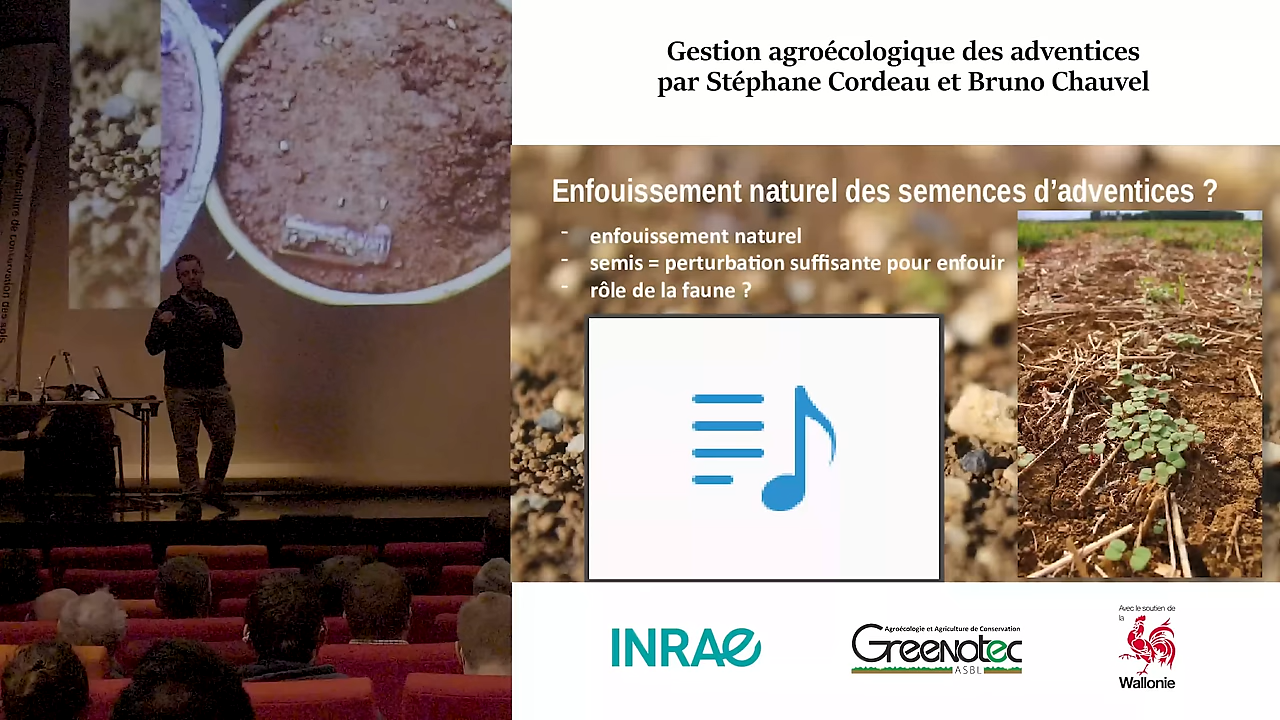 Gestion agroécologique des adventices
par Stéphane Cordeau et Bruno Chauvel
Enfouissement naturel des semences d'adventices ?
- enfouissement naturel
- semis = perturbation suffisante pour enfouir
- rôle de la faune ?
INRAE
Agroécologie et Agriculture de Conservation
Greenotec
ASBL
Avec le soutien de
la
Wallonie